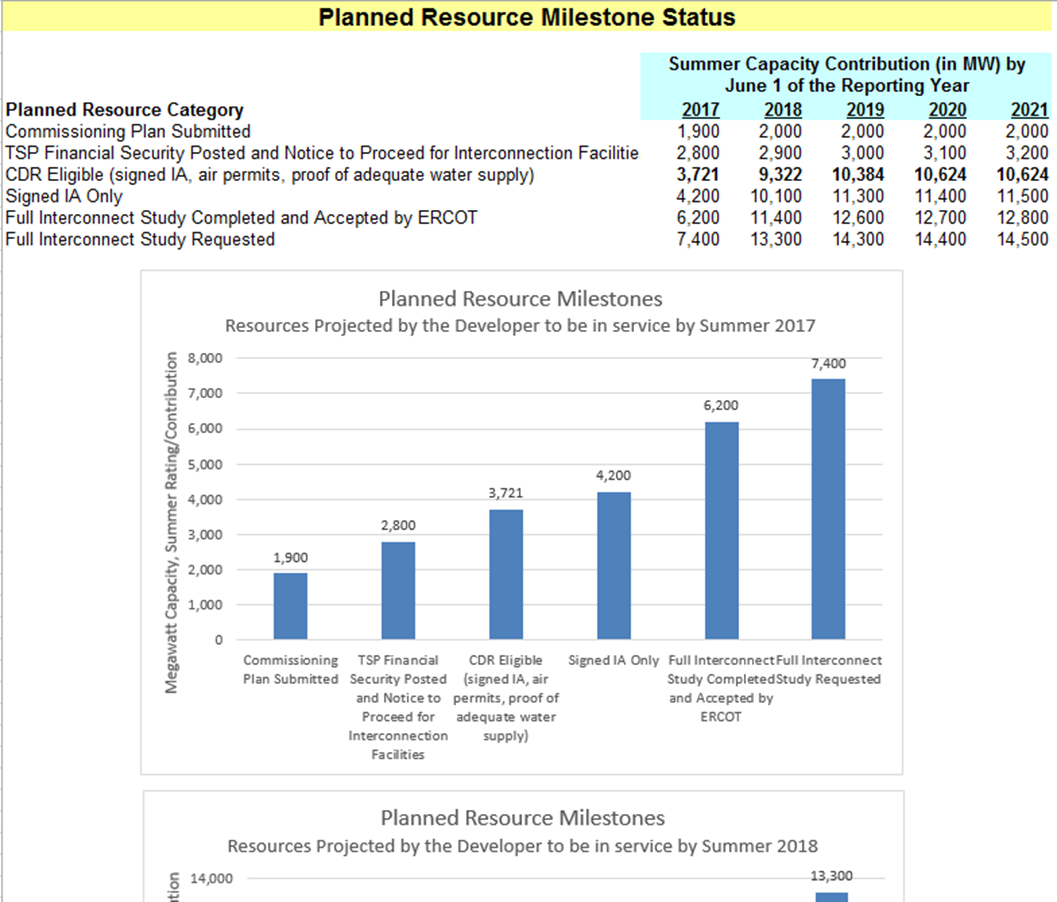 Planned Resource Milestone Status
Summer Capacity Contribution (in MW) by
June 1 of the Reporting Year
Planned Resource Category 2017 2018 2019 2020 2021
Commissioning Plan Submitted 1,900 2,000 2,000 2,000 2,000
TSP Financial Security Posted and Notice to Proceed for Interconnection Facilitie 2,800 2,900 3,000 3,100 3,200
CDR Eligible (signed IA, air permits, proof of adequate water supply) 3,721 9,322 10,384 10,624 10,624
Signed IA Only 4,200 10,100 11,300 11,400 11,500
Full Interconnect Study Completed and Accepted by ERCOT 6,200 11,400 12,600 12,700 12,800
Full Interconnect Study Requested 7,400 13,300 14,300 14,400 14,500
Planned Resource Milestones
Resources Projected by the Developer to be in service by Summer 2017
Megawatt Capacity, Summer Rating/Contribution
8,000
7,000
6,000
5,000
4,000
3,000
2,000
1,000
0
1,900
2,800
3,721
4,200
6,200
7,400
Commissioning
Plan Submitted
TSP Financial
Security Posted
and Notice to
Proceed for
Interconnection
Facilities
CDR Eligible
(signed IA, air
permits, proof of
adequate water
supply)
Signed IA Only
Full Interconnect
Study Completed
and Accepted by
ERCOT
Full Interconnect
Study Requested
Planned Resource Milestones
Resources Projected by the Developer to be in service by Summer 2018
14,000
13,300